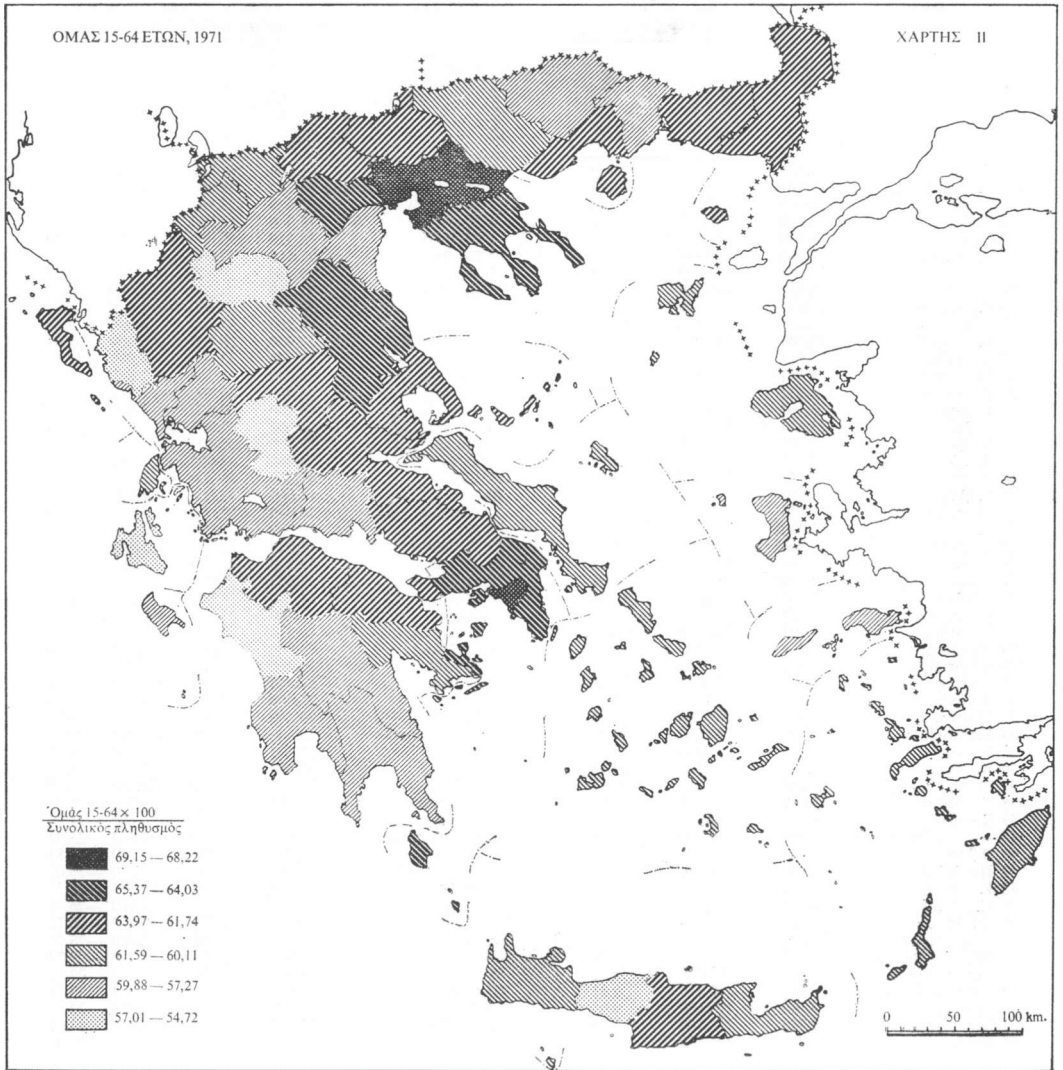 ΟΜΑΣ 15-64 ΕΤΩΝ, 1971
ΧΑΡΤΗΣ II
Ὁμάς 15-64 × 100
Συνολικὸς πληθυσμός
69,15 — 68,22
65,37 — 64,03
63,97 — 61,74
61,59 — 60,11
59,88 — 57,27
57,01 — 54,72
0 50 100 km.